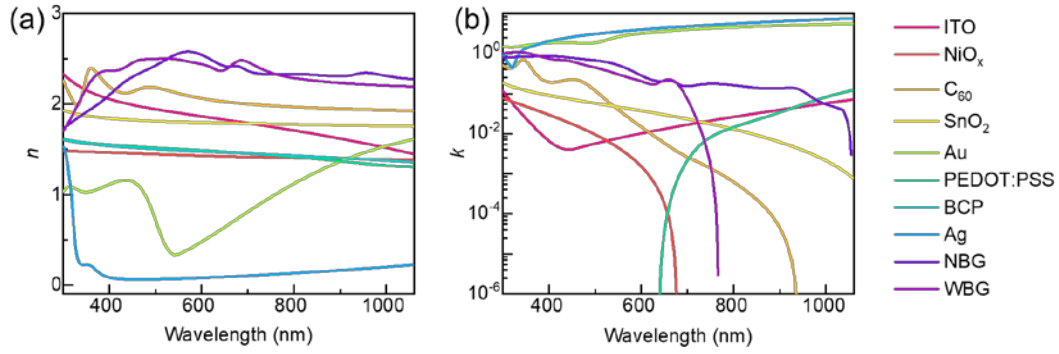 (a)
3
2
1
0
n
400
600
800
1000
Wavelength (nm)
(b)
10⁰
10⁻²
10⁻⁴
10⁻⁶
k
400
600
800
1000
Wavelength (nm)
ITO
NiOₓ
C₆₀
SnO₂
Au
PEDOT:PSS
BCP
Ag
NBG
WBG